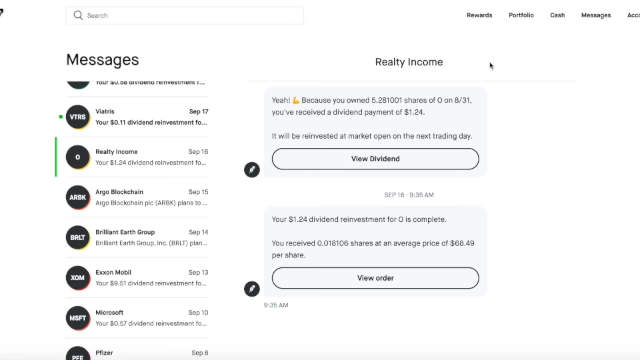 Search
Rewards Portfolio Cash Messages
Messages
Realty Income
Your $0.58 dividend reinvestment f...
VTRS
Viatris Sep 17
Your $0.11 dividend reinvestment fo...
O
Realty Income Sep 16
Your $1.24 dividend reinvestment fo...
ARBK
Argo Blockchain Sep 15
Argo Blockchain plc (ARBK) plans to ...
BRLT
Brilliant Earth Group Sep 14
Brilliant Earth Group, Inc. (BRLT) plan...
XOM
Exxon Mobil Sep 13
Your $9.51 dividend reinvestment fo...
MSFT
Microsoft Sep 10
Your $0.57 dividend reinvestment fo...
PFE
Pfizer Sep 8
Yeah! 💪 Because you owned 5.281001 shares of O on 8/31,
you've received a dividend payment of $1.24.
It will be reinvested at market open on the next trading day.
View Dividend
SEP 16 · 9:35 AM
Your $1.24 dividend reinvestment for O is complete.
You received 0.018106 shares at an average price of $68.49
per share.
View order
9:35 AM